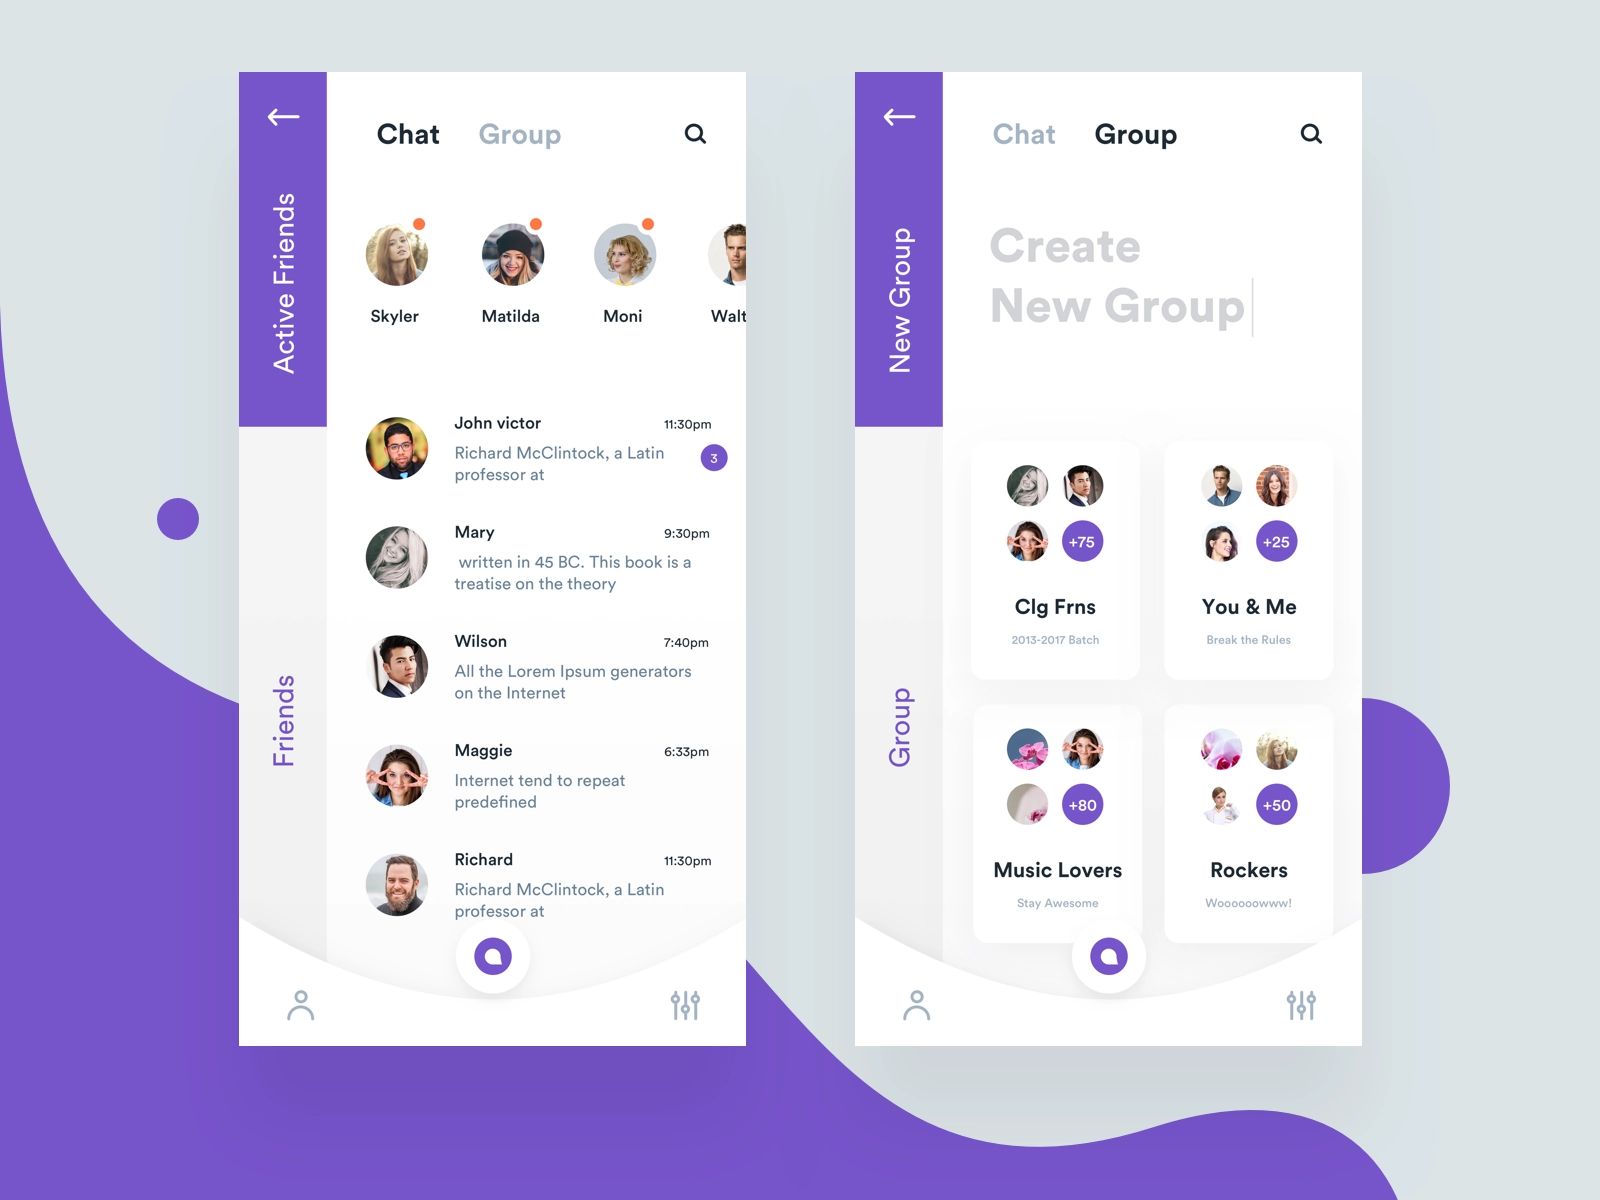 Chat Group
Active Friends
Skyler Matilda Moni Walt
Friends
John victor 11:30pm
Richard McClintock, a Latin
professor at
3
Mary 9:30pm
written in 45 BC. This book is a
treatise on the theory
Wilson 7:40pm
All the Lorem Ipsum generators
on the Internet
Maggie 6:33pm
Internet tend to repeat
predefined
Richard 11:30pm
Richard McClintock, a Latin
professor at
Chat Group
New Group
Create
New Group
Group
+75
Clg Frns
2013-2017 Batch
+25
You & Me
Break the Rules
+80
Music Lovers
Stay Awesome
+50
Rockers
Woooooowww!